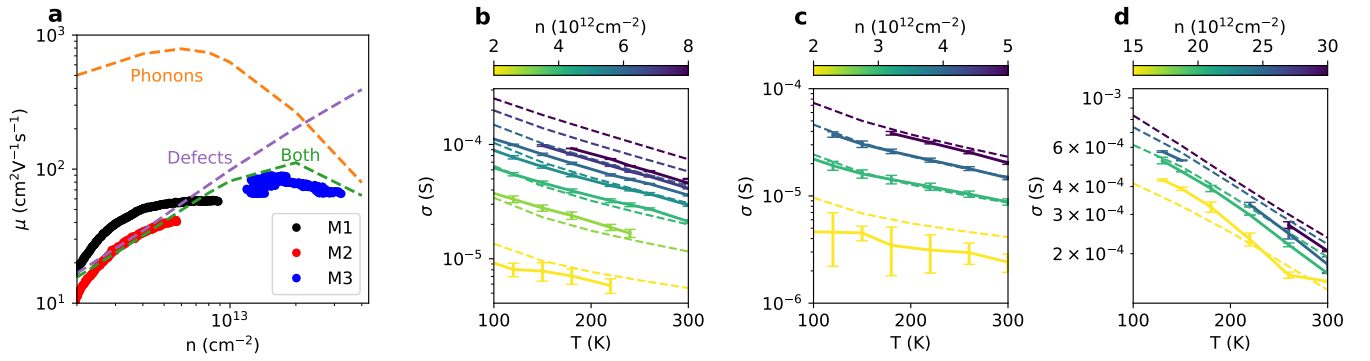 a
10³
10²
10¹
μ (cm²V⁻¹s⁻¹)
Phonons
Defects
Both
M1
M2
M3
10¹³
n (cm⁻²)
b
n (10¹²cm⁻²)
2 4 6 8
10⁻⁴
10⁻⁵
σ (S)
100 200 300
T (K)
c
n (10¹²cm⁻²)
2 3 4 5
10⁻⁴
10⁻⁵
10⁻⁶
σ (S)
200 300
T (K)
d
n (10¹²cm⁻²)
15 20 25 30
10⁻³
6 × 10⁻⁴
4 × 10⁻⁴
3 × 10⁻⁴
2 × 10⁻⁴
σ (S)
100 200 300
T (K)